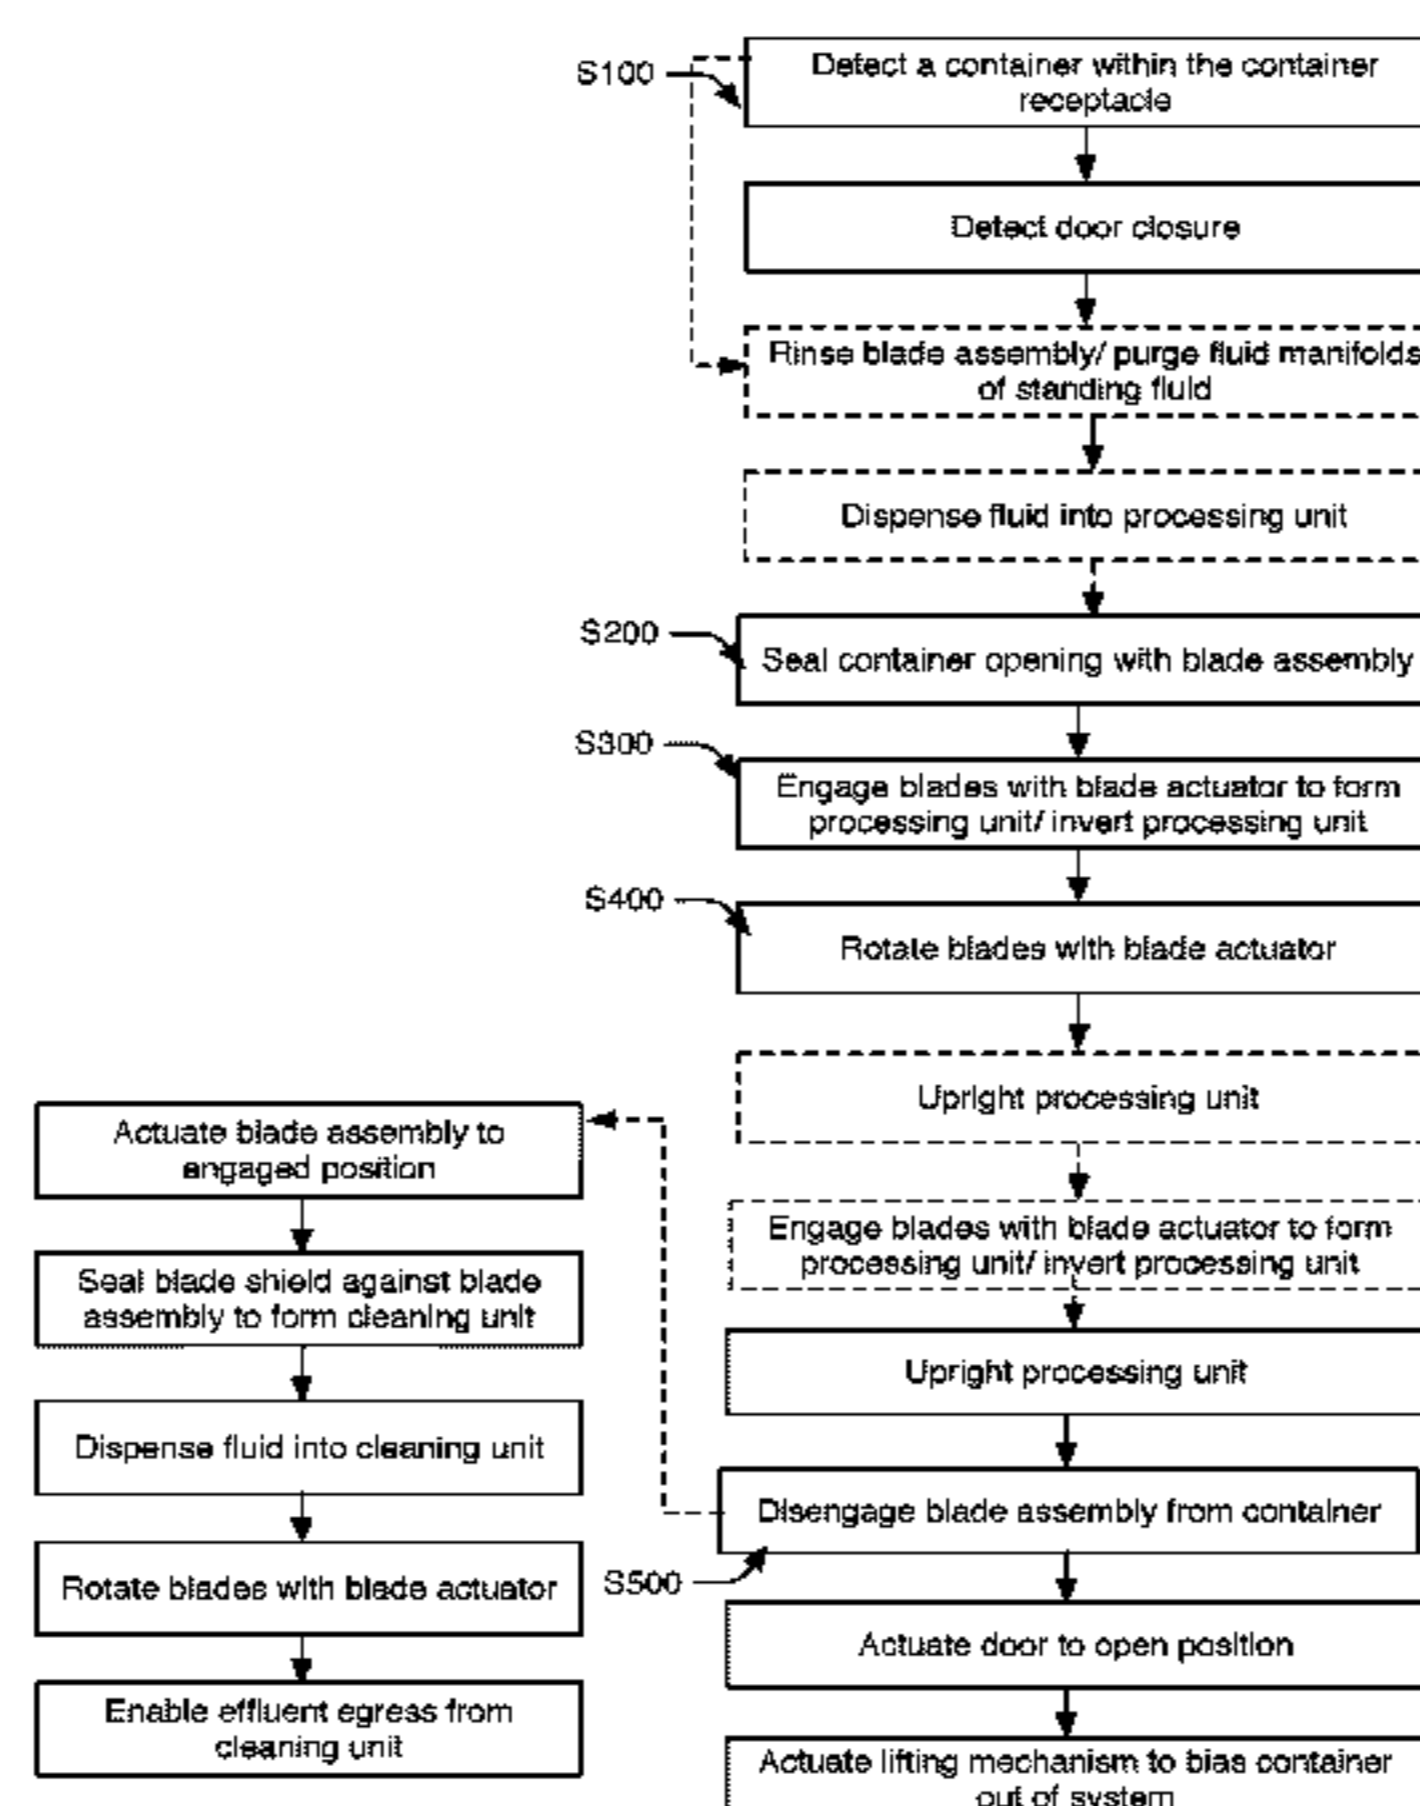 S100
Detect a container within the container
receptacle
Detect door closure
Rinse blade assembly/ purge fluid manifolds
of standing fluid
Dispense fluid into processing unit
S200
Seal container opening with blade assembly
S300
Engage blades with blade actuator to form
processing unit/ invert processing unit
S400
Rotate blades with blade actuator
Upright processing unit
Engage blades with blade actuator to form
processing unit/ invert processing unit
Upright processing unit
Disengage blade assembly from container
S500
Actuate door to open position
Actuate lifting mechanism to bias container
out of system
Actuate blade assembly to
engaged position
Seal blade shield against blade
assembly to form cleaning unit
Dispense fluid into cleaning unit
Rotate blades with blade actuator
Enable effluent egress from
cleaning unit